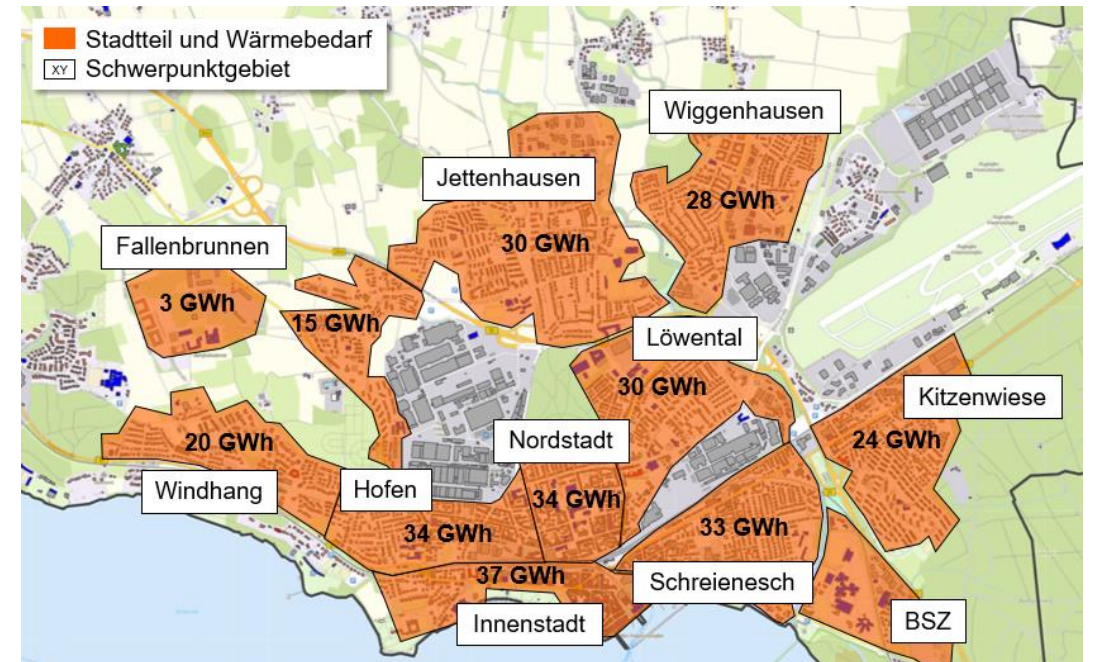 Stadtteil und Wärmebedarf
XY Schwerpunktgebiet
Wiggenhausen
Jettenhausen
28 GWh
Fallenbrunnen
30 GWh
3 GWh
15 GWh
Löwental
30 GWh
Kitzenwiese
20 GWh
Nordstadt
24 GWh
Windhang
Hofen
34 GWh
34 GWh
33 GWh
37 GWh
Schreienesch
Innenstadt
BSZ